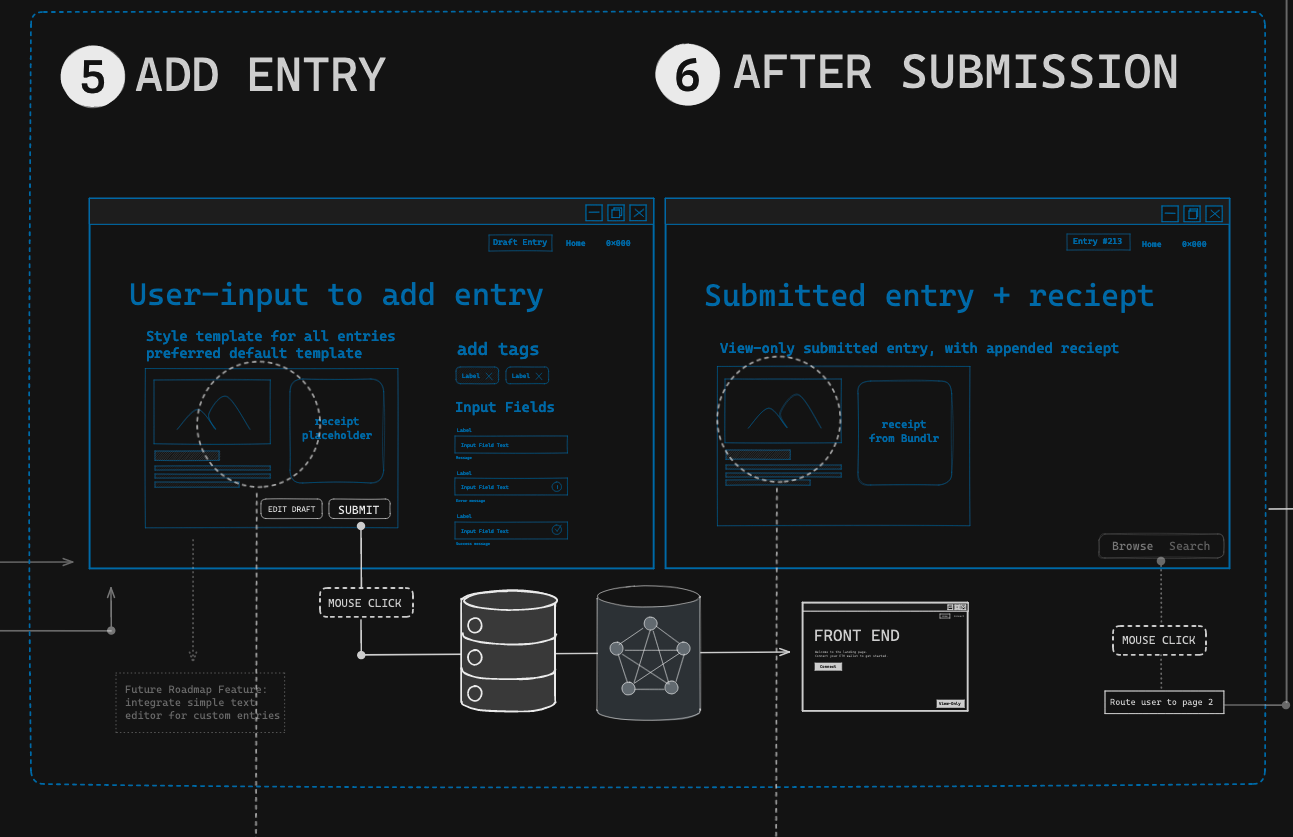 5 ADD ENTRY
6 AFTER SUBMISSION
Draft Entry Home 0×000
User-input to add entry
Style template for all entries
preferred default template
receipt
placeholder
EDIT DRAFT SUBMIT
add tags
Label Label
Input Fields
Label
Input Field Text
Message
Label
Input Field Text
Error message
Label
Input Field Text
Success message
Entry #213 Home 0×000
Submitted entry + reciept
View-only submitted entry, with appended reciept
receipt
from Bundlr
Browse Search
MOUSE CLICK
Future Roadmap Feature:
integrate simple text
editor for custom entries
FRONT END
Welcome to the landing page
Connect your ETH wallet to get started.
Connect
View-Only
MOUSE CLICK
Route user to page 2